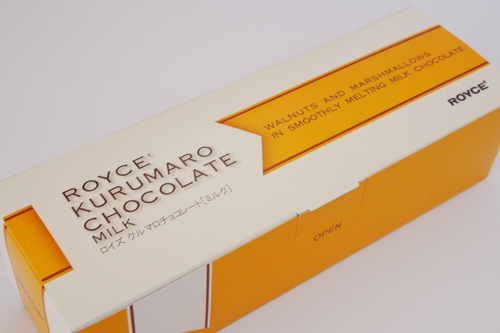 ROYCE'
KURUMARO
CHOCOLATE
MILK
ロイズ クルマロチョコレート[ミルク]
WALNUTS AND MARSHMALLOWS
IN SMOOTHLY MELTING MILK CHOCOLATE
ROYCE'
OPEN